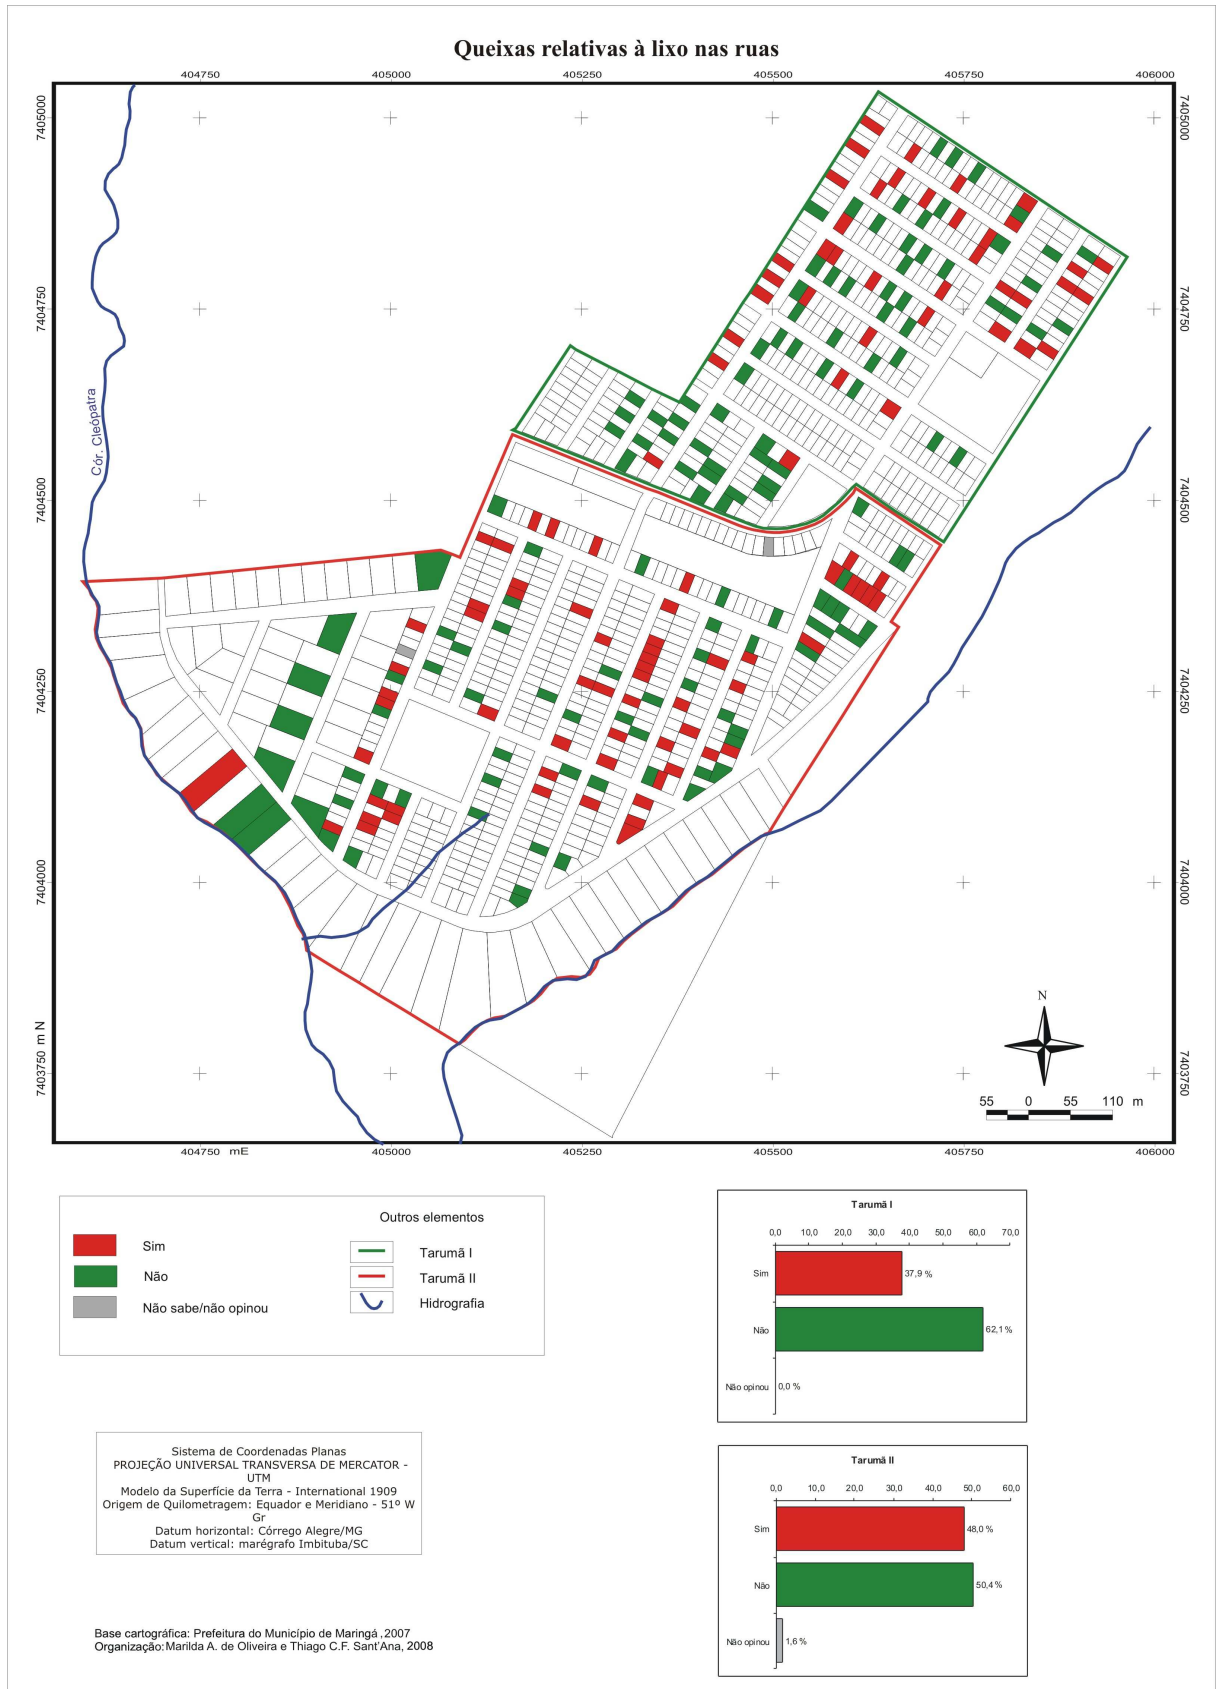 Queixas relativas à lixo nas ruas
404750 405000 405250 405500 405750 406000
7405000 7405000
7404750 7404750
Cór. Cleópatra
7404500 7404500
7404250 7404250
7404000 7404000
N
7403750 m N 7403750
55 0 55 110 m
404750 mE 405000 405250 405500 405750 406000
Outros elementos
Sim
Não
Não sabe/não opinou
Tarumã I
Tarumã II
Hidrografia
Tarumã I
0,0 10,0 20,0 30,0 40,0 50,0 60,0 70,0
Sim 37,9 %
Não 62,1 %
Não opinou 0,0 %
Sistema de Coordenadas Planas
PROJEÇÃO UNIVERSAL TRANSVERSA DE MERCATOR -
UTM
Modelo da Superfície da Terra - International 1909
Origem de Quilometragem: Equador e Meridiano - 51º W
Gr
Datum horizontal: Córrego Alegre/MG
Datum vertical: marégrafo Imbituba/SC
Tarumã II
0,0 10,0 20,0 30,0 40,0 50,0 60,0
Sim 48,0 %
Não 50,4 %
Não opinou 1,6 %
Base cartográfica: Prefeitura do Município de Maringá, 2007
Organização: Marilda A. de Oliveira e Thiago C.F. Sant'Ana, 2008